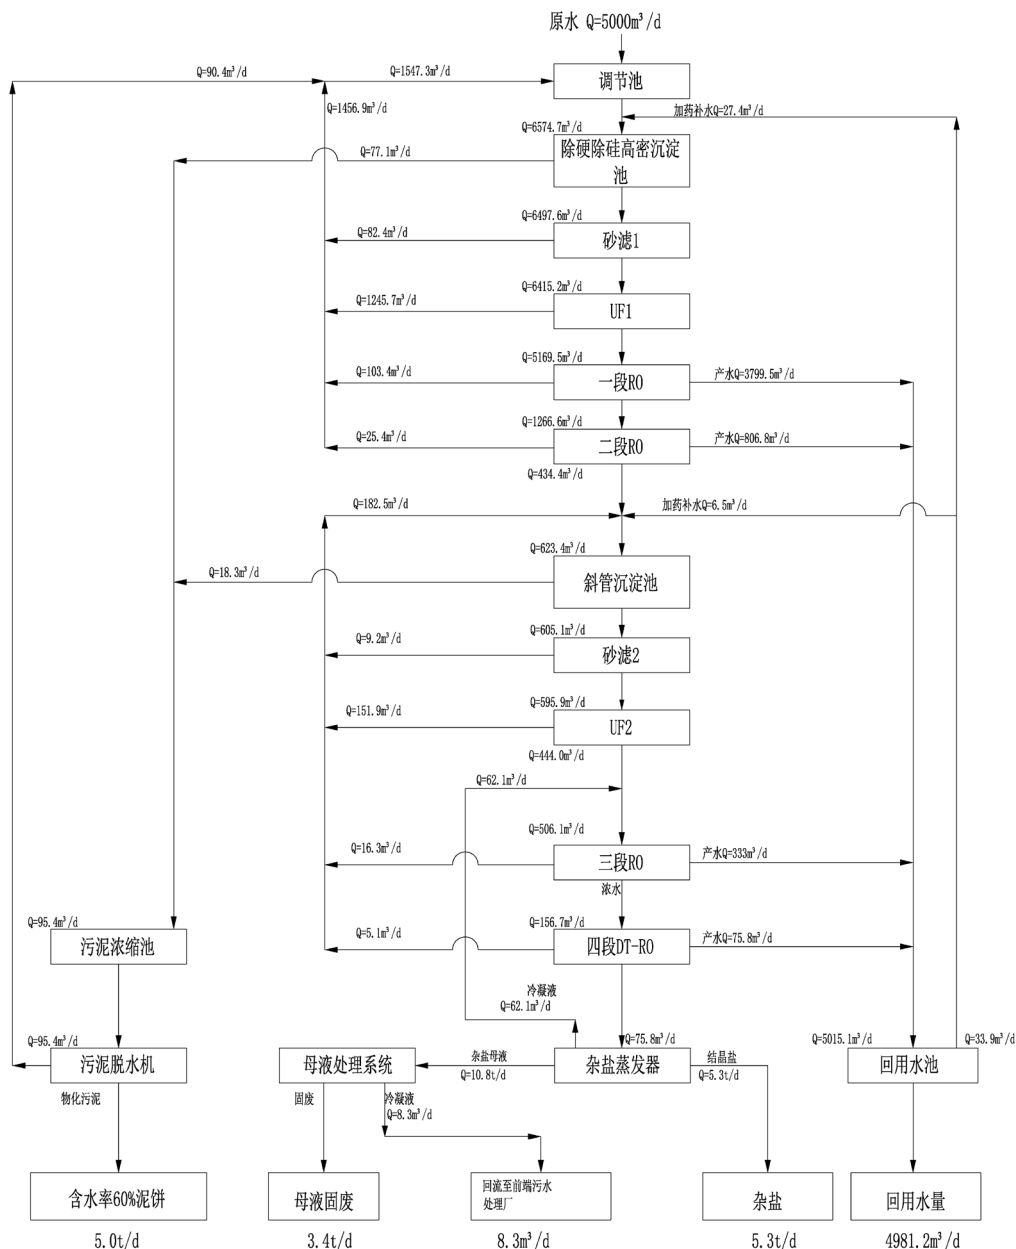 原水 Q=5000m³/d
Q=90.4m³/d
Q=1547.3m³/d
调节池
Q=1456.9m³/d
加药补水Q=27.4m³/d
Q=6574.7m³/d
Q=77.1m³/d
除硬除硅高密沉淀
池
Q=6497.6m³/d
Q=82.4m³/d
砂滤1
Q=6415.2m³/d
Q=1245.7m³/d
UF1
Q=5169.5m³/d
Q=103.4m³/d
一段RO
产水Q=3799.5m³/d
Q=1266.6m³/d
Q=25.4m³/d
二段RO
产水Q=806.8m³/d
Q=434.4m³/d
Q=182.5m³/d
加药补水Q=6.5m³/d
Q=623.4m³/d
Q=18.3m³/d
斜管沉淀池
Q=605.1m³/d
Q=9.2m³/d
砂滤2
Q=595.9m³/d
Q=151.9m³/d
UF2
Q=444.0m³/d
Q=62.1m³/d
Q=506.1m³/d
Q=16.3m³/d
三段RO
产水Q=333m³/d
浓水
Q=95.4m³/d
Q=156.7m³/d
Q=5.1m³/d
污泥浓缩池
四段DT-RO
产水Q=75.8m³/d
冷凝液
Q=62.1m³/d
Q=95.4m³/d
Q=75.8m³/d
Q=5015.1m³/d
Q=33.9m³/d
污泥脱水机
母液处理系统
杂盐母液
Q=10.8t/d
杂盐蒸发器
结晶盐
Q=5.3t/d
回用水池
物化污泥
固废
冷凝液
Q=8.3m³/d
含水率60%泥饼
母液固废
回流至前端污水
处理厂
杂盐
回用水量
5.0t/d
3.4t/d
8.3m³/d
5.3t/d
4981.2m³/d